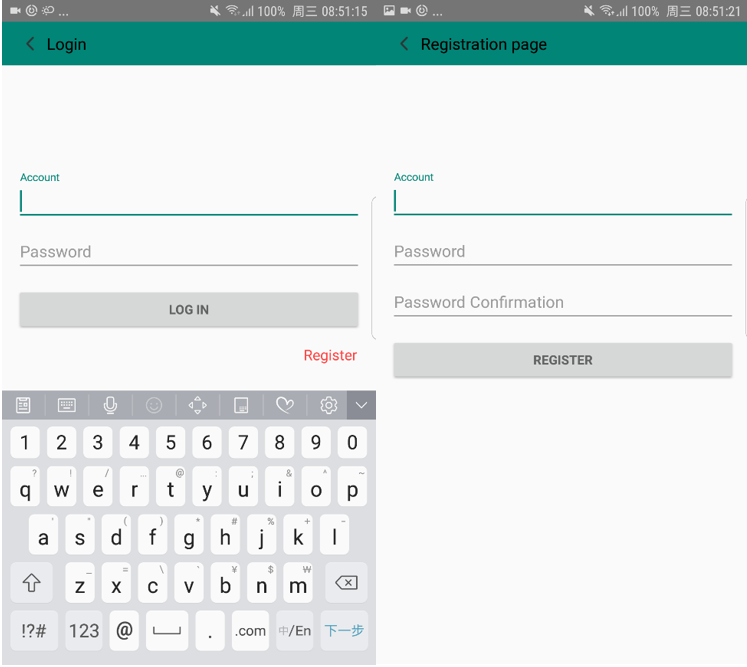 ... 100% 周三 08:51:15
Login
Account
Password
LOG IN
Register
1 2 3 4 5 6 7 8 9 0
? ! / ... @ : ; & ^ ~
q w e r t y u i o p
' " ( ) * # % + -
a s d f g h j k l
_ = \ ` ¥ $ ₩
z x c v b n m
!?# 123 @ . .com 中/En 下一步
... 100% 周三 08:51:21
Registration page
Account
Password
Password Confirmation
REGISTER